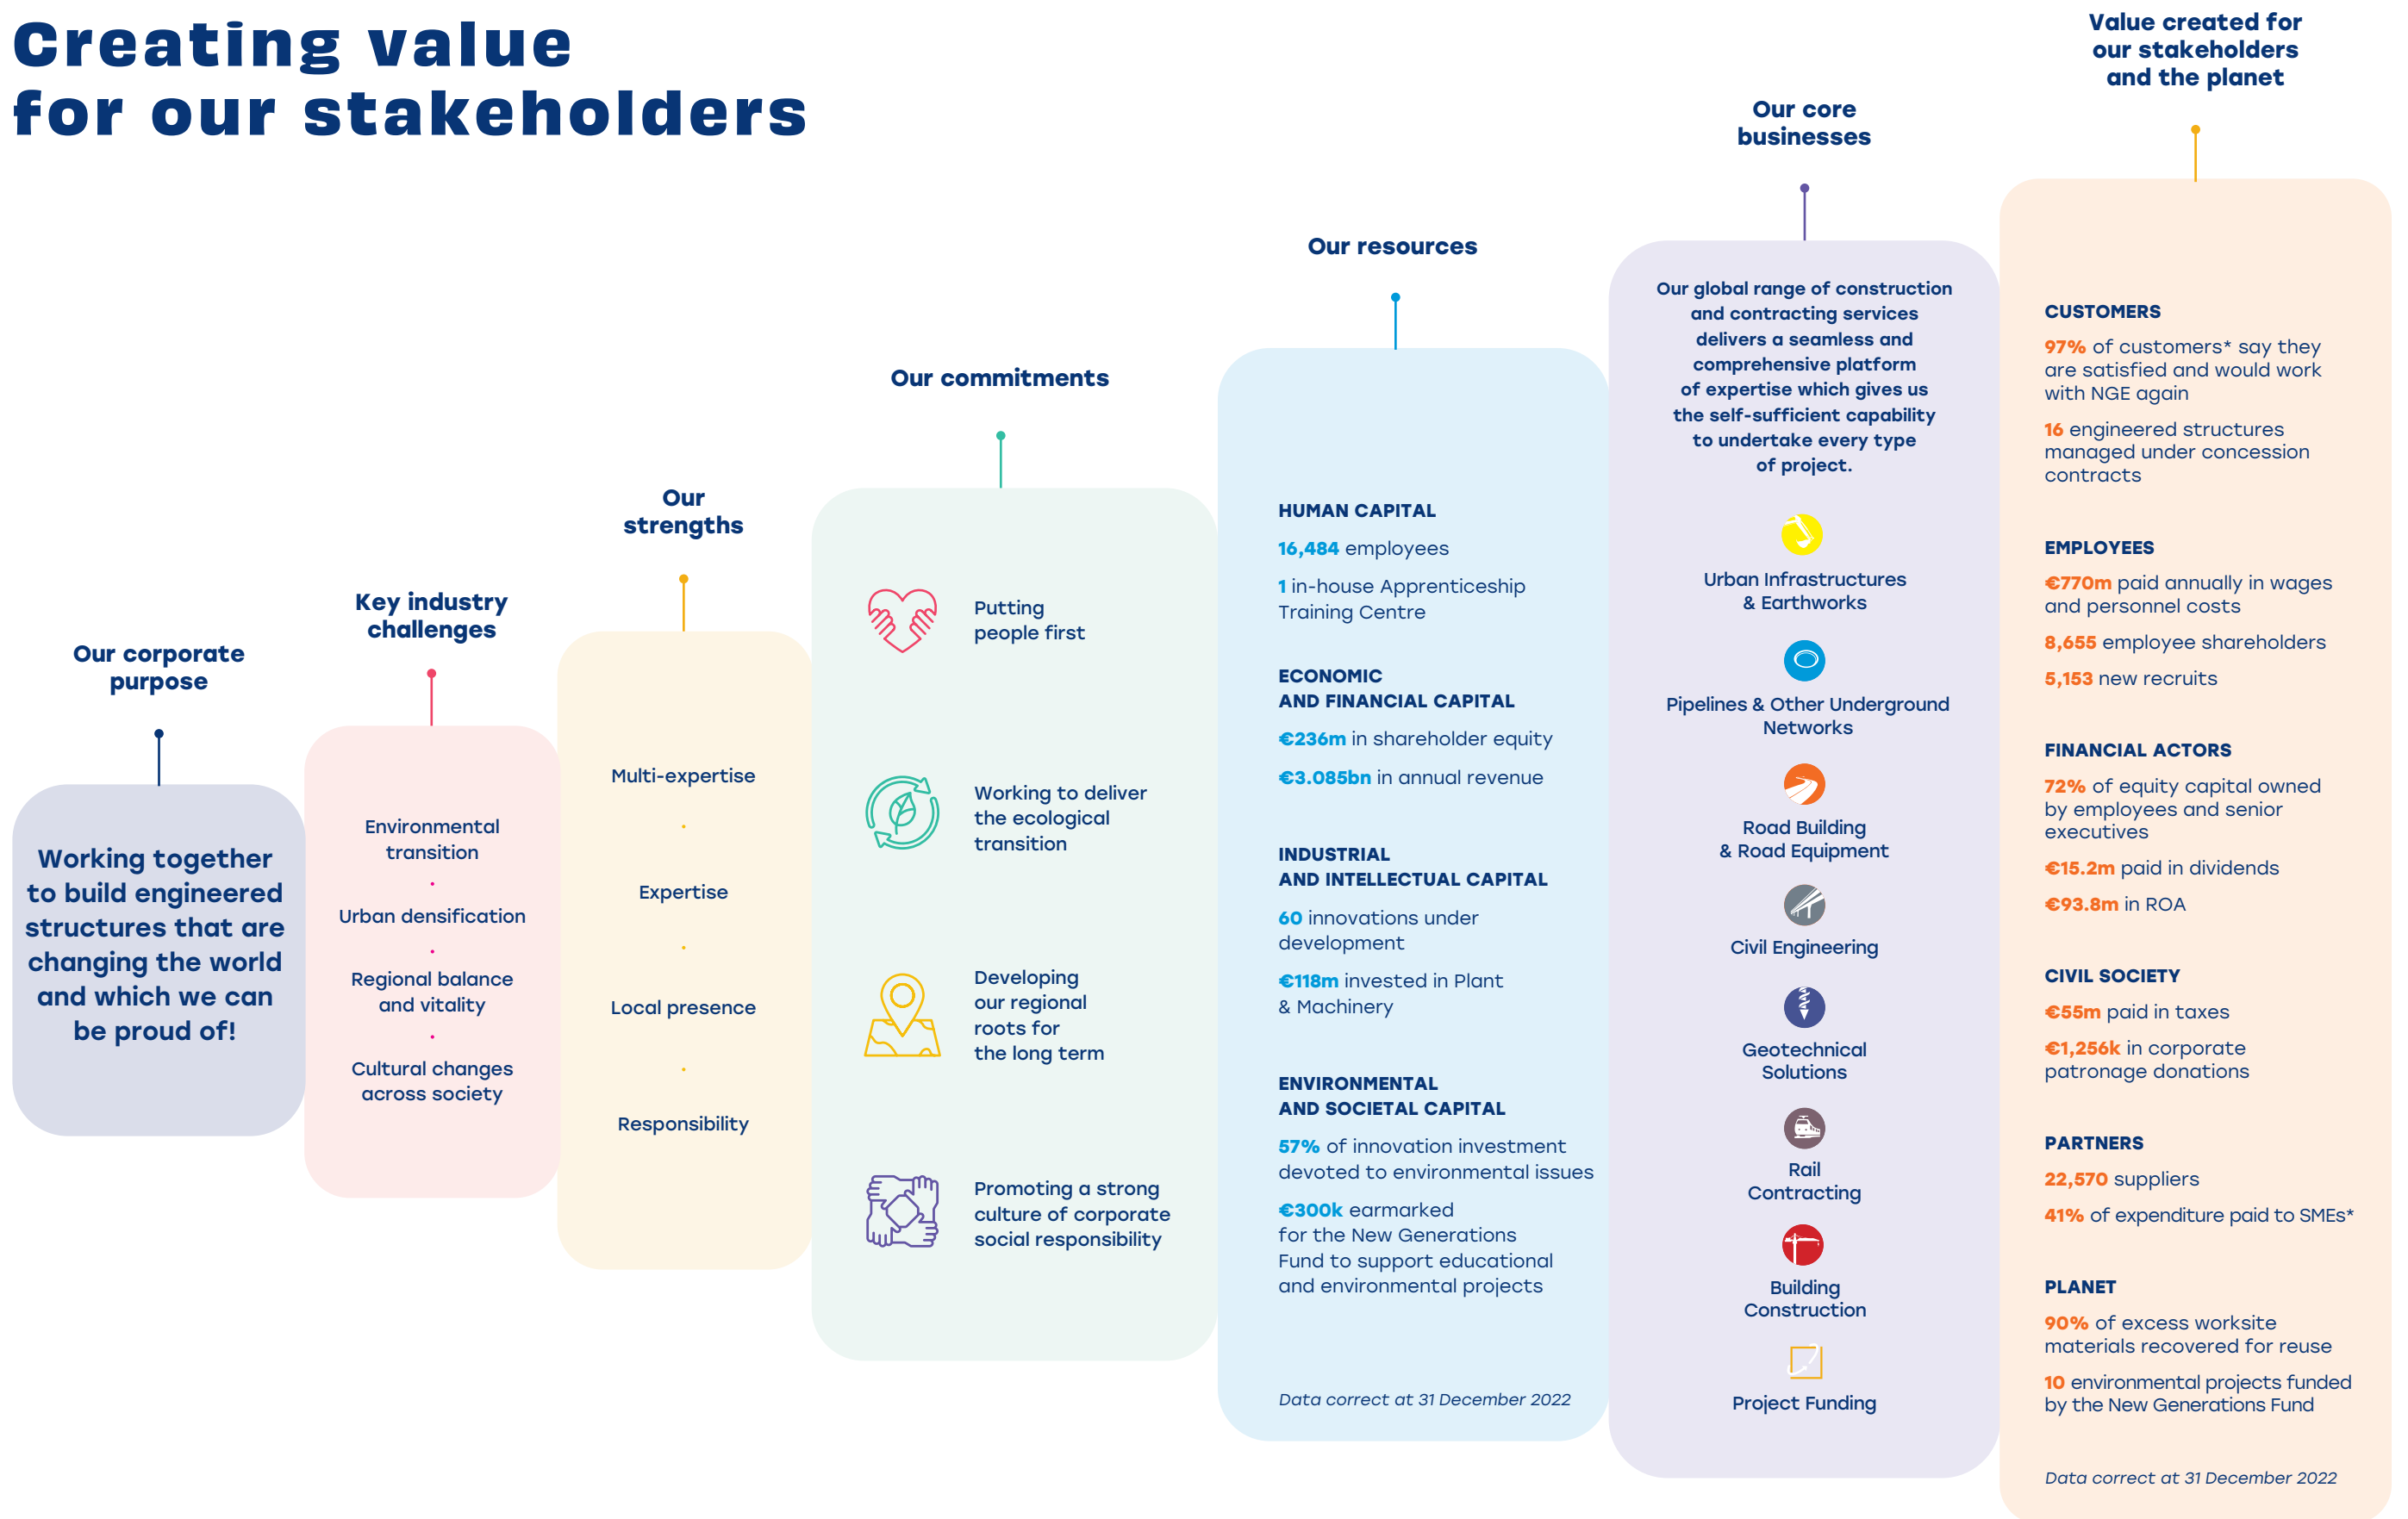 Creating value
for our stakeholders
Our corporate
purpose
Working together
to build engineered
structures that are
changing the world
and which we can
be proud of!
Key industry
challenges
Environmental
transition
Urban densification
Regional balance
and vitality
Cultural changes
across society
Our
strengths
Multi-expertise
Expertise
Local presence
Responsibility
Our commitments
Putting
people first
Working to deliver
the ecological
transition
Developing
our regional
roots for
the long term
Promoting a strong
culture of corporate
social responsibility
Our resources
HUMAN CAPITAL
16,484 employees
1 in-house Apprenticeship
Training Centre
ECONOMIC
AND FINANCIAL CAPITAL
€236m in shareholder equity
€3.085bn in annual revenue
INDUSTRIAL
AND INTELLECTUAL CAPITAL
60 innovations under
development
€118m invested in Plant
& Machinery
ENVIRONMENTAL
AND SOCIETAL CAPITAL
57% of innovation investment
devoted to environmental issues
€300k earmarked
for the New Generations
Fund to support educational
and environmental projects
Data correct at 31 December 2022
Our core
businesses
Our global range of construction
and contracting services
delivers a seamless and
comprehensive platform
of expertise which gives us
the self-sufficient capability
to undertake every type
of project.
Urban Infrastructures
& Earthworks
Pipelines & Other Underground
Networks
Road Building
& Road Equipment
Civil Engineering
Geotechnical
Solutions
Rail
Contracting
Building
Construction
Project Funding
Value created for
our stakeholders
and the planet
CUSTOMERS
97% of customers* say they
are satisfied and would work
with NGE again
16 engineered structures
managed under concession
contracts
EMPLOYEES
€770m paid annually in wages
and personnel costs
8,655 employee shareholders
5,153 new recruits
FINANCIAL ACTORS
72% of equity capital owned
by employees and senior
executives
€15.2m paid in dividends
€93.8m in ROA
CIVIL SOCIETY
€55m paid in taxes
€1,256k in corporate
patronage donations
PARTNERS
22,570 suppliers
41% of expenditure paid to SMEs*
PLANET
90% of excess worksite
materials recovered for reuse
10 environmental projects funded
by the New Generations Fund
Data correct at 31 December 2022